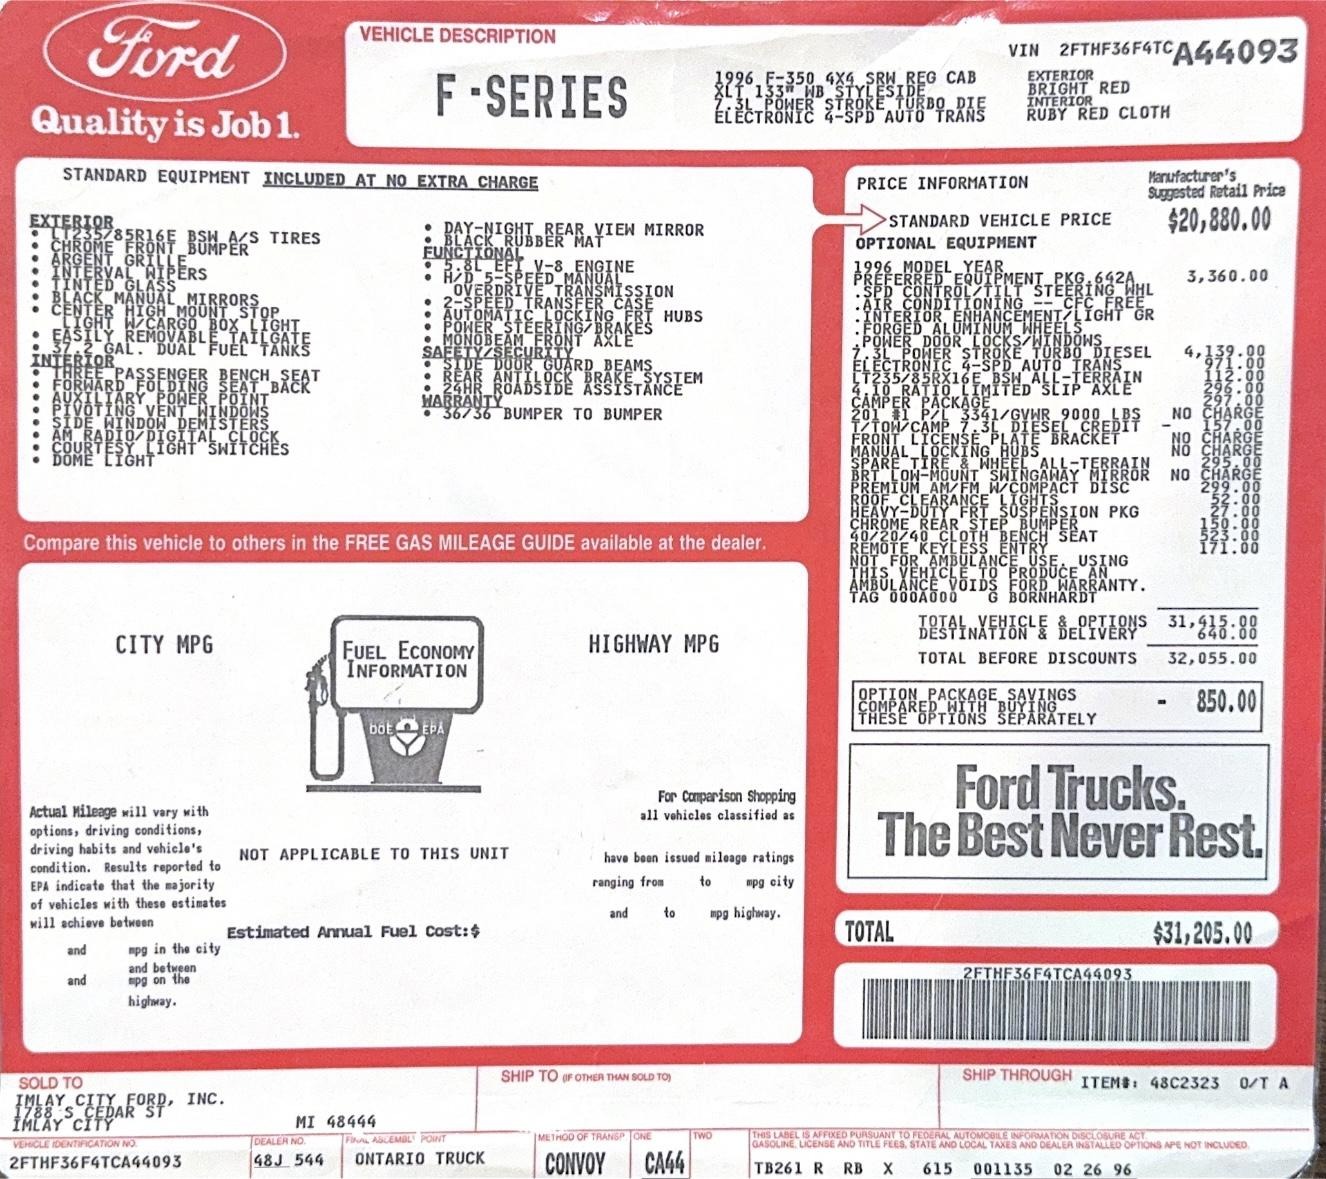 Ford
Quality is Job 1.
VEHICLE DESCRIPTION
F-SERIES
1996 F-350 4X4 SRW REG CAB
XLT 133" WB STYLESIDE
7.3L POWER STROKE TURBO DIE
ELECTRONIC 4-SPD AUTO TRANS
VIN 2FTHF36F4TCA44093
EXTERIOR
BRIGHT RED
INTERIOR
RUBY RED CLOTH
STANDARD EQUIPMENT INCLUDED AT NO EXTRA CHARGE
EXTERIOR
• LT235/85R16E BSW A/S TIRES
• CHROME FRONT BUMPER
• ARGENT GRILLE
• INTERVAL WIPERS
• TINTED GLASS
• BLACK MANUAL MIRRORS
• CENTER HIGH MOUNT STOP
LIGHT W/CARGO BOX LIGHT
• EASILY REMOVABLE TAILGATE
• 37.2 GAL. DUAL FUEL TANKS
INTERIOR
• THREE PASSENGER BENCH SEAT
• FORWARD FOLDING SEAT BACK
• AUXILIARY POWER POINT
• PIVOTING VENT WINDOWS
• SIDE WINDOW DEMISTERS
• AM RADIO/DIGITAL CLOCK
• COURTESY LIGHT SWITCHES
• DOME LIGHT
• DAY-NIGHT REAR VIEW MIRROR
• BLACK RUBBER MAT
FUNCTIONAL
• 5.8L EFI V-8 ENGINE
• H/D 5-SPEED MANUAL
OVERDRIVE TRANSMISSION
• 2-SPEED TRANSFER CASE
• AUTOMATIC LOCKING FRT HUBS
• POWER STEERING/BRAKES
• MONOBEAM FRONT AXLE
SAFETY/SECURITY
• SIDE DOOR GUARD BEAMS
• REAR ANTILOCK BRAKE SYSTEM
• 24HR ROADSIDE ASSISTANCE
WARRANTY
• 36/36 BUMPER TO BUMPER
PRICE INFORMATION
Manufacturer's
Suggested Retail Price
STANDARD VEHICLE PRICE $20,880.00
OPTIONAL EQUIPMENT
1996 MODEL YEAR
PREFERRED EQUIPMENT PKG.642A 3,360.00
.SPD CONTROL/TILT STEERING WHL
.AIR CONDITIONING -- CFC FREE
.INTERIOR ENHANCEMENT/LIGHT GR
.FORGED ALUMINUM WHEELS
.POWER DOOR LOCKS/WINDOWS
7.3L POWER STROKE TURBO DIESEL 4,139.00
ELECTRONIC 4-SPD AUTO TRANS 971.00
LT235/85RX16E BSW ALL-TERRAIN 112.00
4.10 RATIO LIMITED SLIP AXLE 296.00
CAMPER PACKAGE 297.00
201 #1 P/L 3341/GVWR 9000 LBS NO CHARGE
T/TOW/CAMP 7.3L DIESEL CREDIT - 157.00
FRONT LICENSE PLATE BRACKET NO CHARGE
MANUAL LOCKING HUBS NO CHARGE
SPARE TIRE & WHEEL ALL-TERRAIN 295.00
BRT LOW-MOUNT SWINGAWAY MIRROR NO CHARGE
PREMIUM AM/FM W/COMPACT DISC 299.00
ROOF CLEARANCE LIGHTS 52.00
HEAVY-DUTY FRT SUSPENSION PKG 27.00
CHROME REAR STEP BUMPER 150.00
40/20/40 CLOTH BENCH SEAT 523.00
REMOTE KEYLESS ENTRY 171.00
NOT FOR AMBULANCE USE. USING
THIS VEHICLE TO PRODUCE AN
AMBULANCE VOIDS FORD WARRANTY.
TAG 000A000 G BORNHARDT
TOTAL VEHICLE & OPTIONS 31,415.00
DESTINATION & DELIVERY 640.00
TOTAL BEFORE DISCOUNTS 32,055.00
OPTION PACKAGE SAVINGS
COMPARED WITH BUYING
THESE OPTIONS SEPARATELY
- 850.00
Ford Trucks.
The Best Never Rest.
TOTAL $31,205.00
2FTHF36F4TCA44093
Compare this vehicle to others in the FREE GAS MILEAGE GUIDE available at the dealer.
CITY MPG
FUEL ECONOMY
INFORMATION
DOE EPA
HIGHWAY MPG
Actual Mileage will vary with
options, driving conditions,
driving habits and vehicle's
condition. Results reported to
EPA indicate that the majority
of vehicles with these estimates
will achieve between
and mpg in the city
and between
and mpg on the
highway.
NOT APPLICABLE TO THIS UNIT
Estimated Annual Fuel Cost:$
For Comparison Shopping
all vehicles classified as
have been issued mileage ratings
ranging from to mpg city
and to mpg highway.
SOLD TO
IMLAY CITY FORD, INC.
1788 S CEDAR ST
IMLAY CITY MI 48444
SHIP TO (IF OTHER THAN SOLD TO)
SHIP THROUGH ITEM#: 48C2323 O/T A
VEHICLE IDENTIFICATION NO.
2FTHF36F4TCA44093
DEALER NO.
48J 544
FINAL ASSEMBLY POINT
ONTARIO TRUCK
METHOD OF TRANSP
CONVOY
ONE
CA44
TWO
THIS LABEL IS AFFIXED PURSUANT TO FEDERAL AUTOMOBILE INFORMATION DISCLOSURE ACT.
GASOLINE, LICENSE AND TITLE FEES, STATE AND LOCAL TAXES AND DEALER INSTALLED OPTIONS ARE NOT INCLUDED.
TB261 R RB X 615 001135 02 26 96